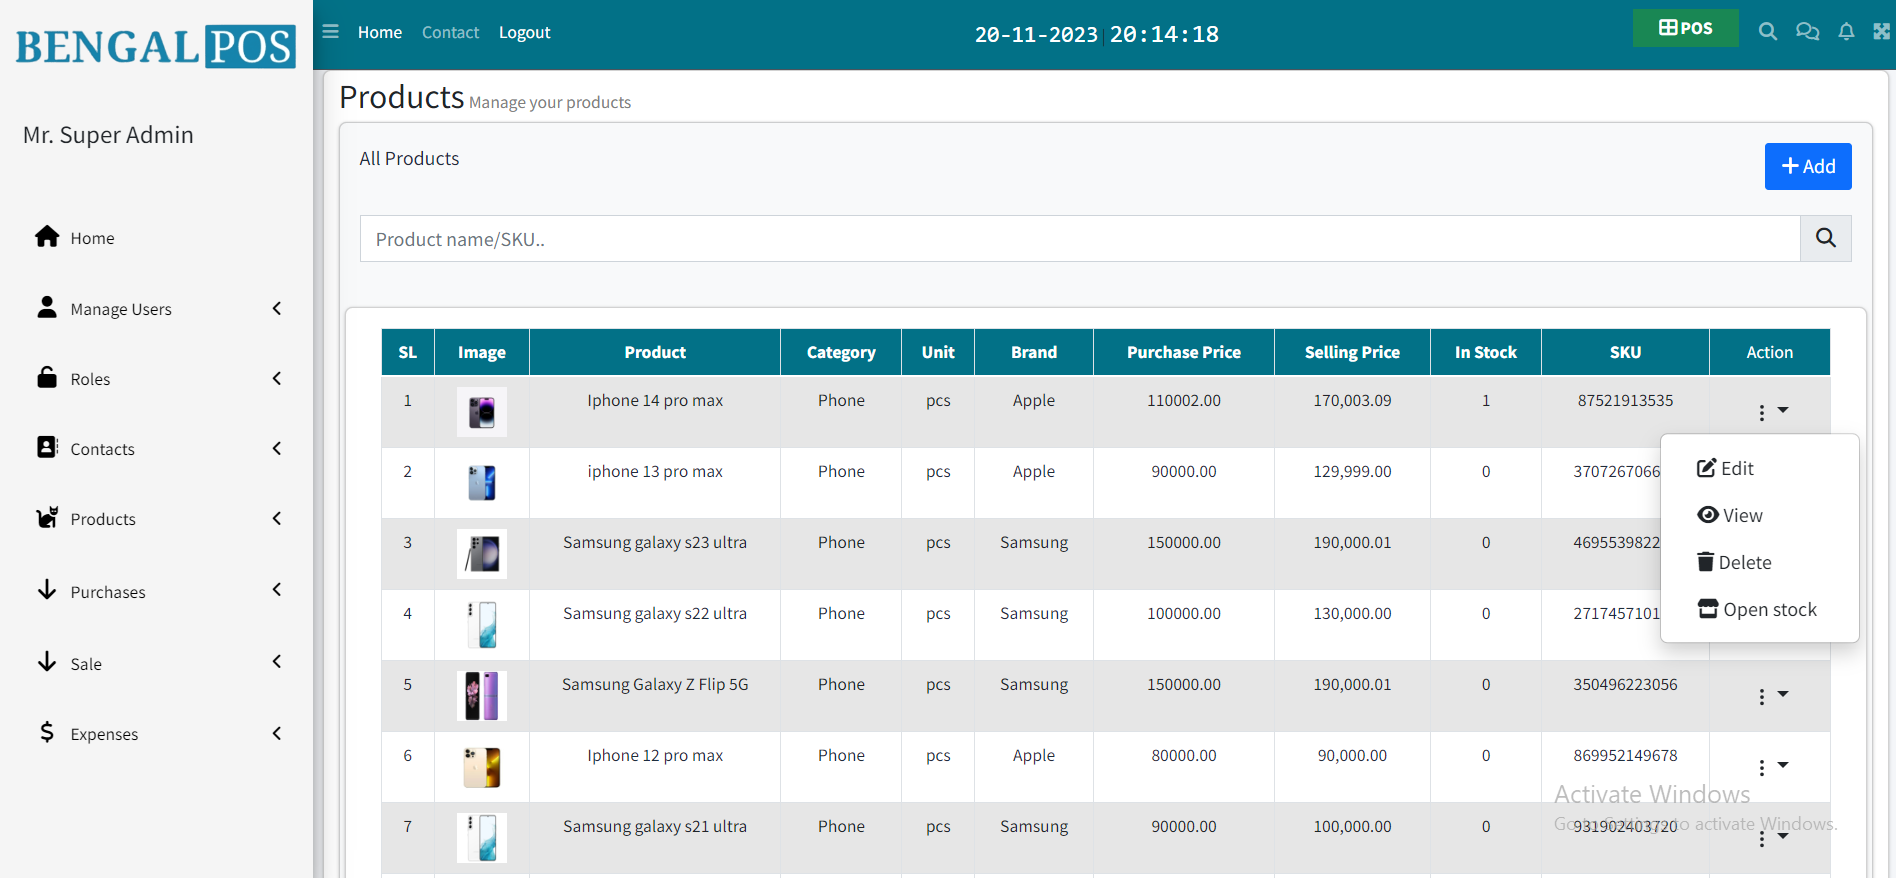 BENGAL POS
Home Contact Logout
20-11-2023 20:14:18
POS
Mr. Super Admin
Home
Manage Users
Roles
Contacts
Products
Purchases
Sale
Expenses
Products Manage your products
All Products
Add
Product name/SKU..
SL Image Product Category Unit Brand Purchase Price Selling Price In Stock SKU Action
1 Iphone 14 pro max Phone pcs Apple 110002.00 170,003.09 1 87521913535
2 iphone 13 pro max Phone pcs Apple 90000.00 129,999.00 0 3707267066
3 Samsung galaxy s23 ultra Phone pcs Samsung 150000.00 190,000.01 0 4695539822
4 Samsung galaxy s22 ultra Phone pcs Samsung 100000.00 130,000.00 0 2717457101
5 Samsung Galaxy Z Flip 5G Phone pcs Samsung 150000.00 190,000.01 0 350496223056
6 Iphone 12 pro max Phone pcs Apple 80000.00 90,000.00 0 869952149678
7 Samsung galaxy s21 ultra Phone pcs Samsung 90000.00 100,000.00 0 931902403720
Edit
View
Delete
Open stock
Activate Windows
Go to Settings to activate Windows.